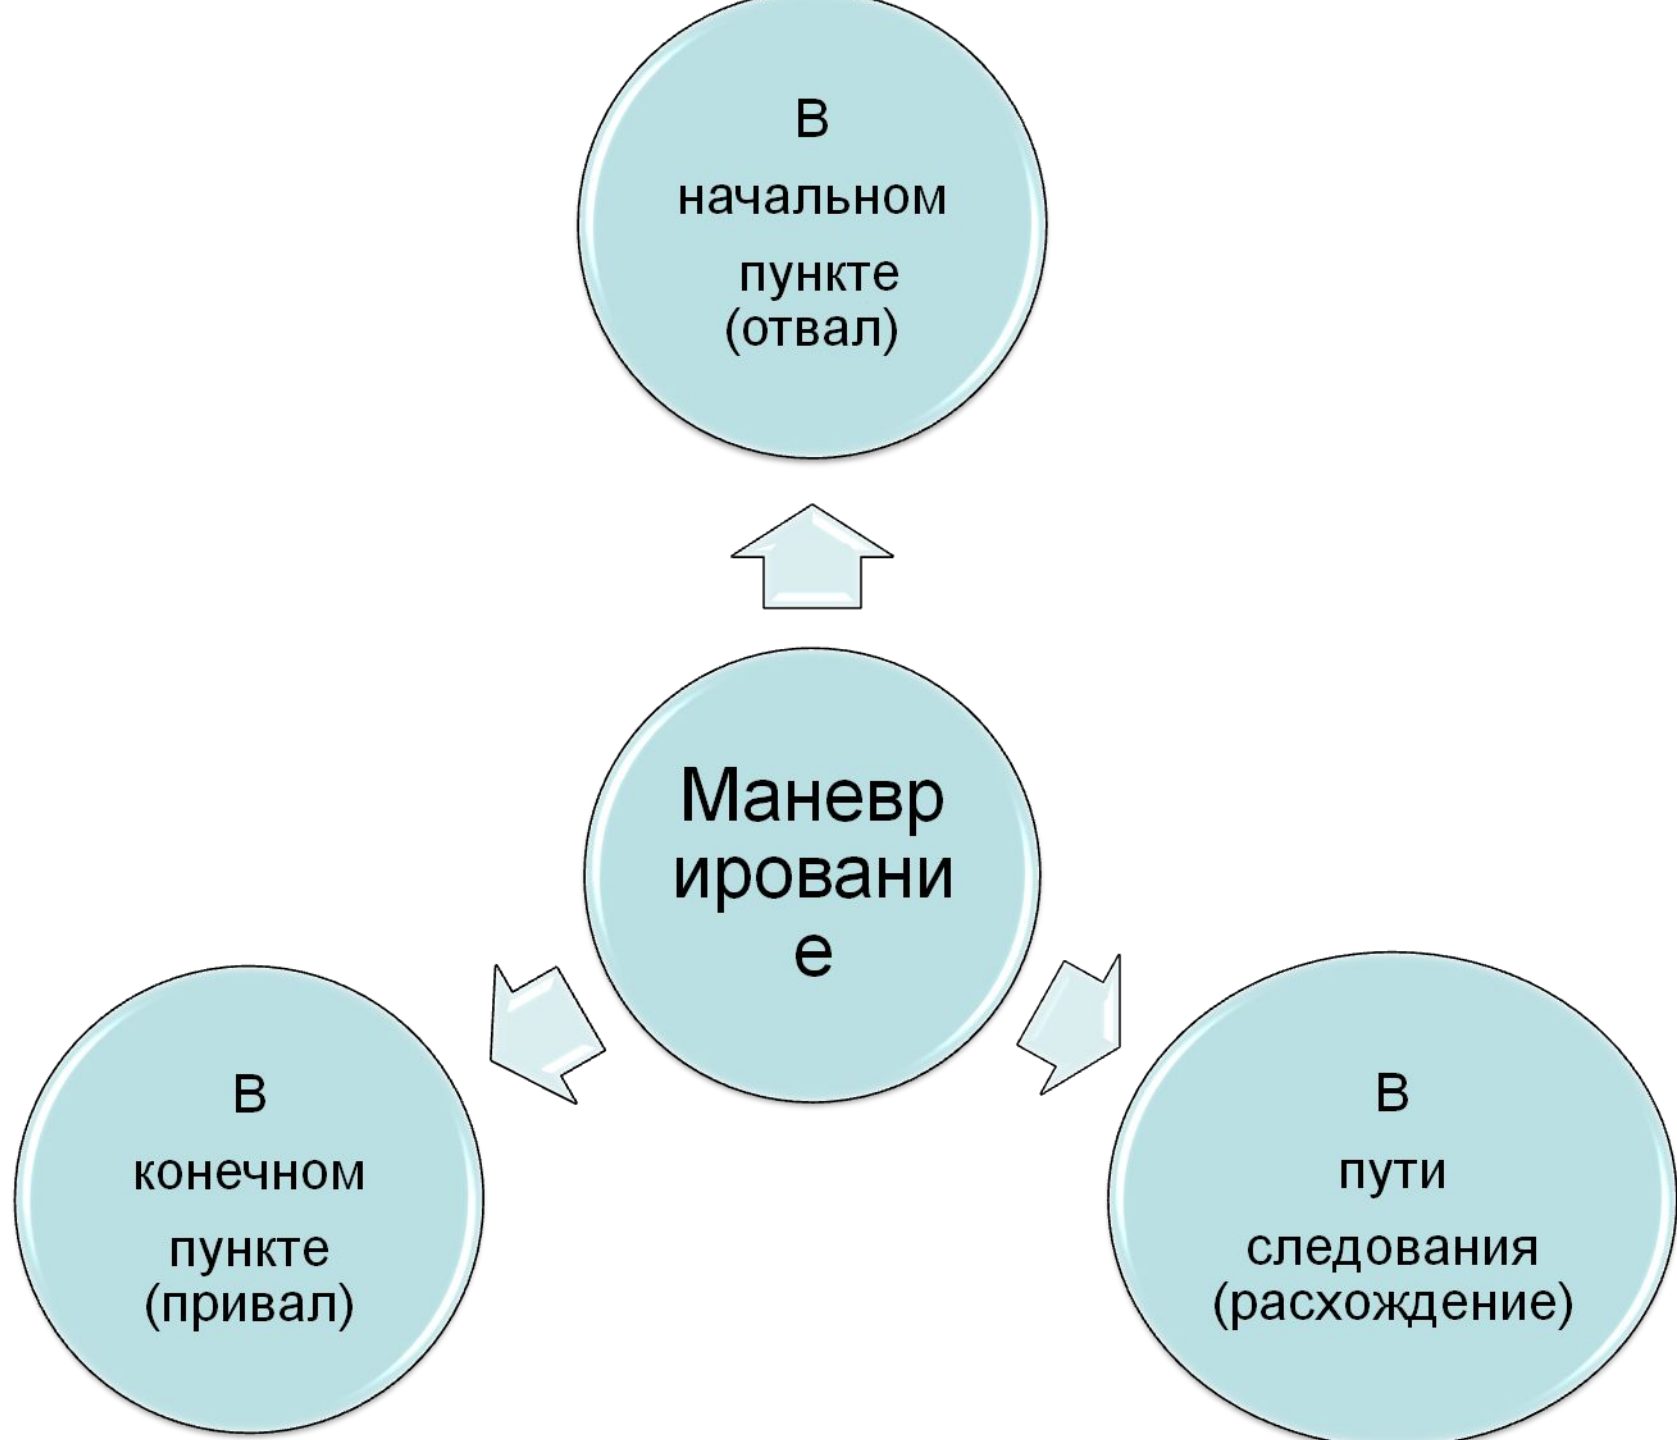 В
начальном
пункте
(отвал)
Маневр
ировани
е
В
конечном
пункте
(привал)
В
пути
следования
(расхождение)